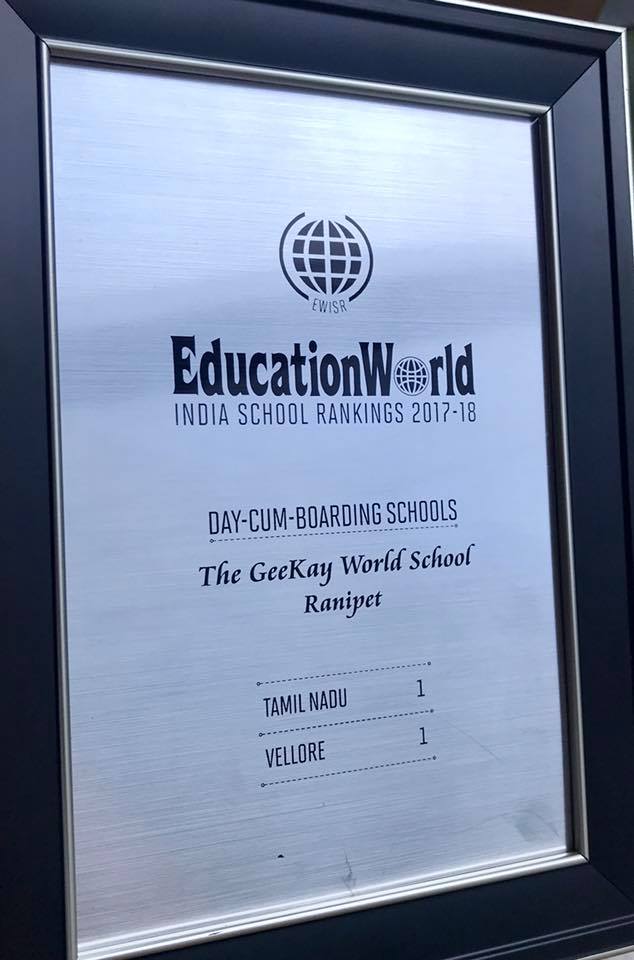 EWISR
EducationWorld
INDIA SCHOOL RANKINGS 2017-18
DAY-CUM-BOARDING SCHOOLS
The GeeKay World School
Ranipet
TAMIL NADU 1
VELLORE 1